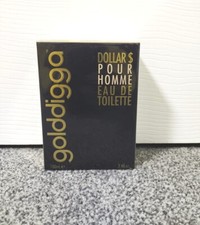 golddigga
DOLLAR $
POUR
HOMME
EAU DE
TOILETTE